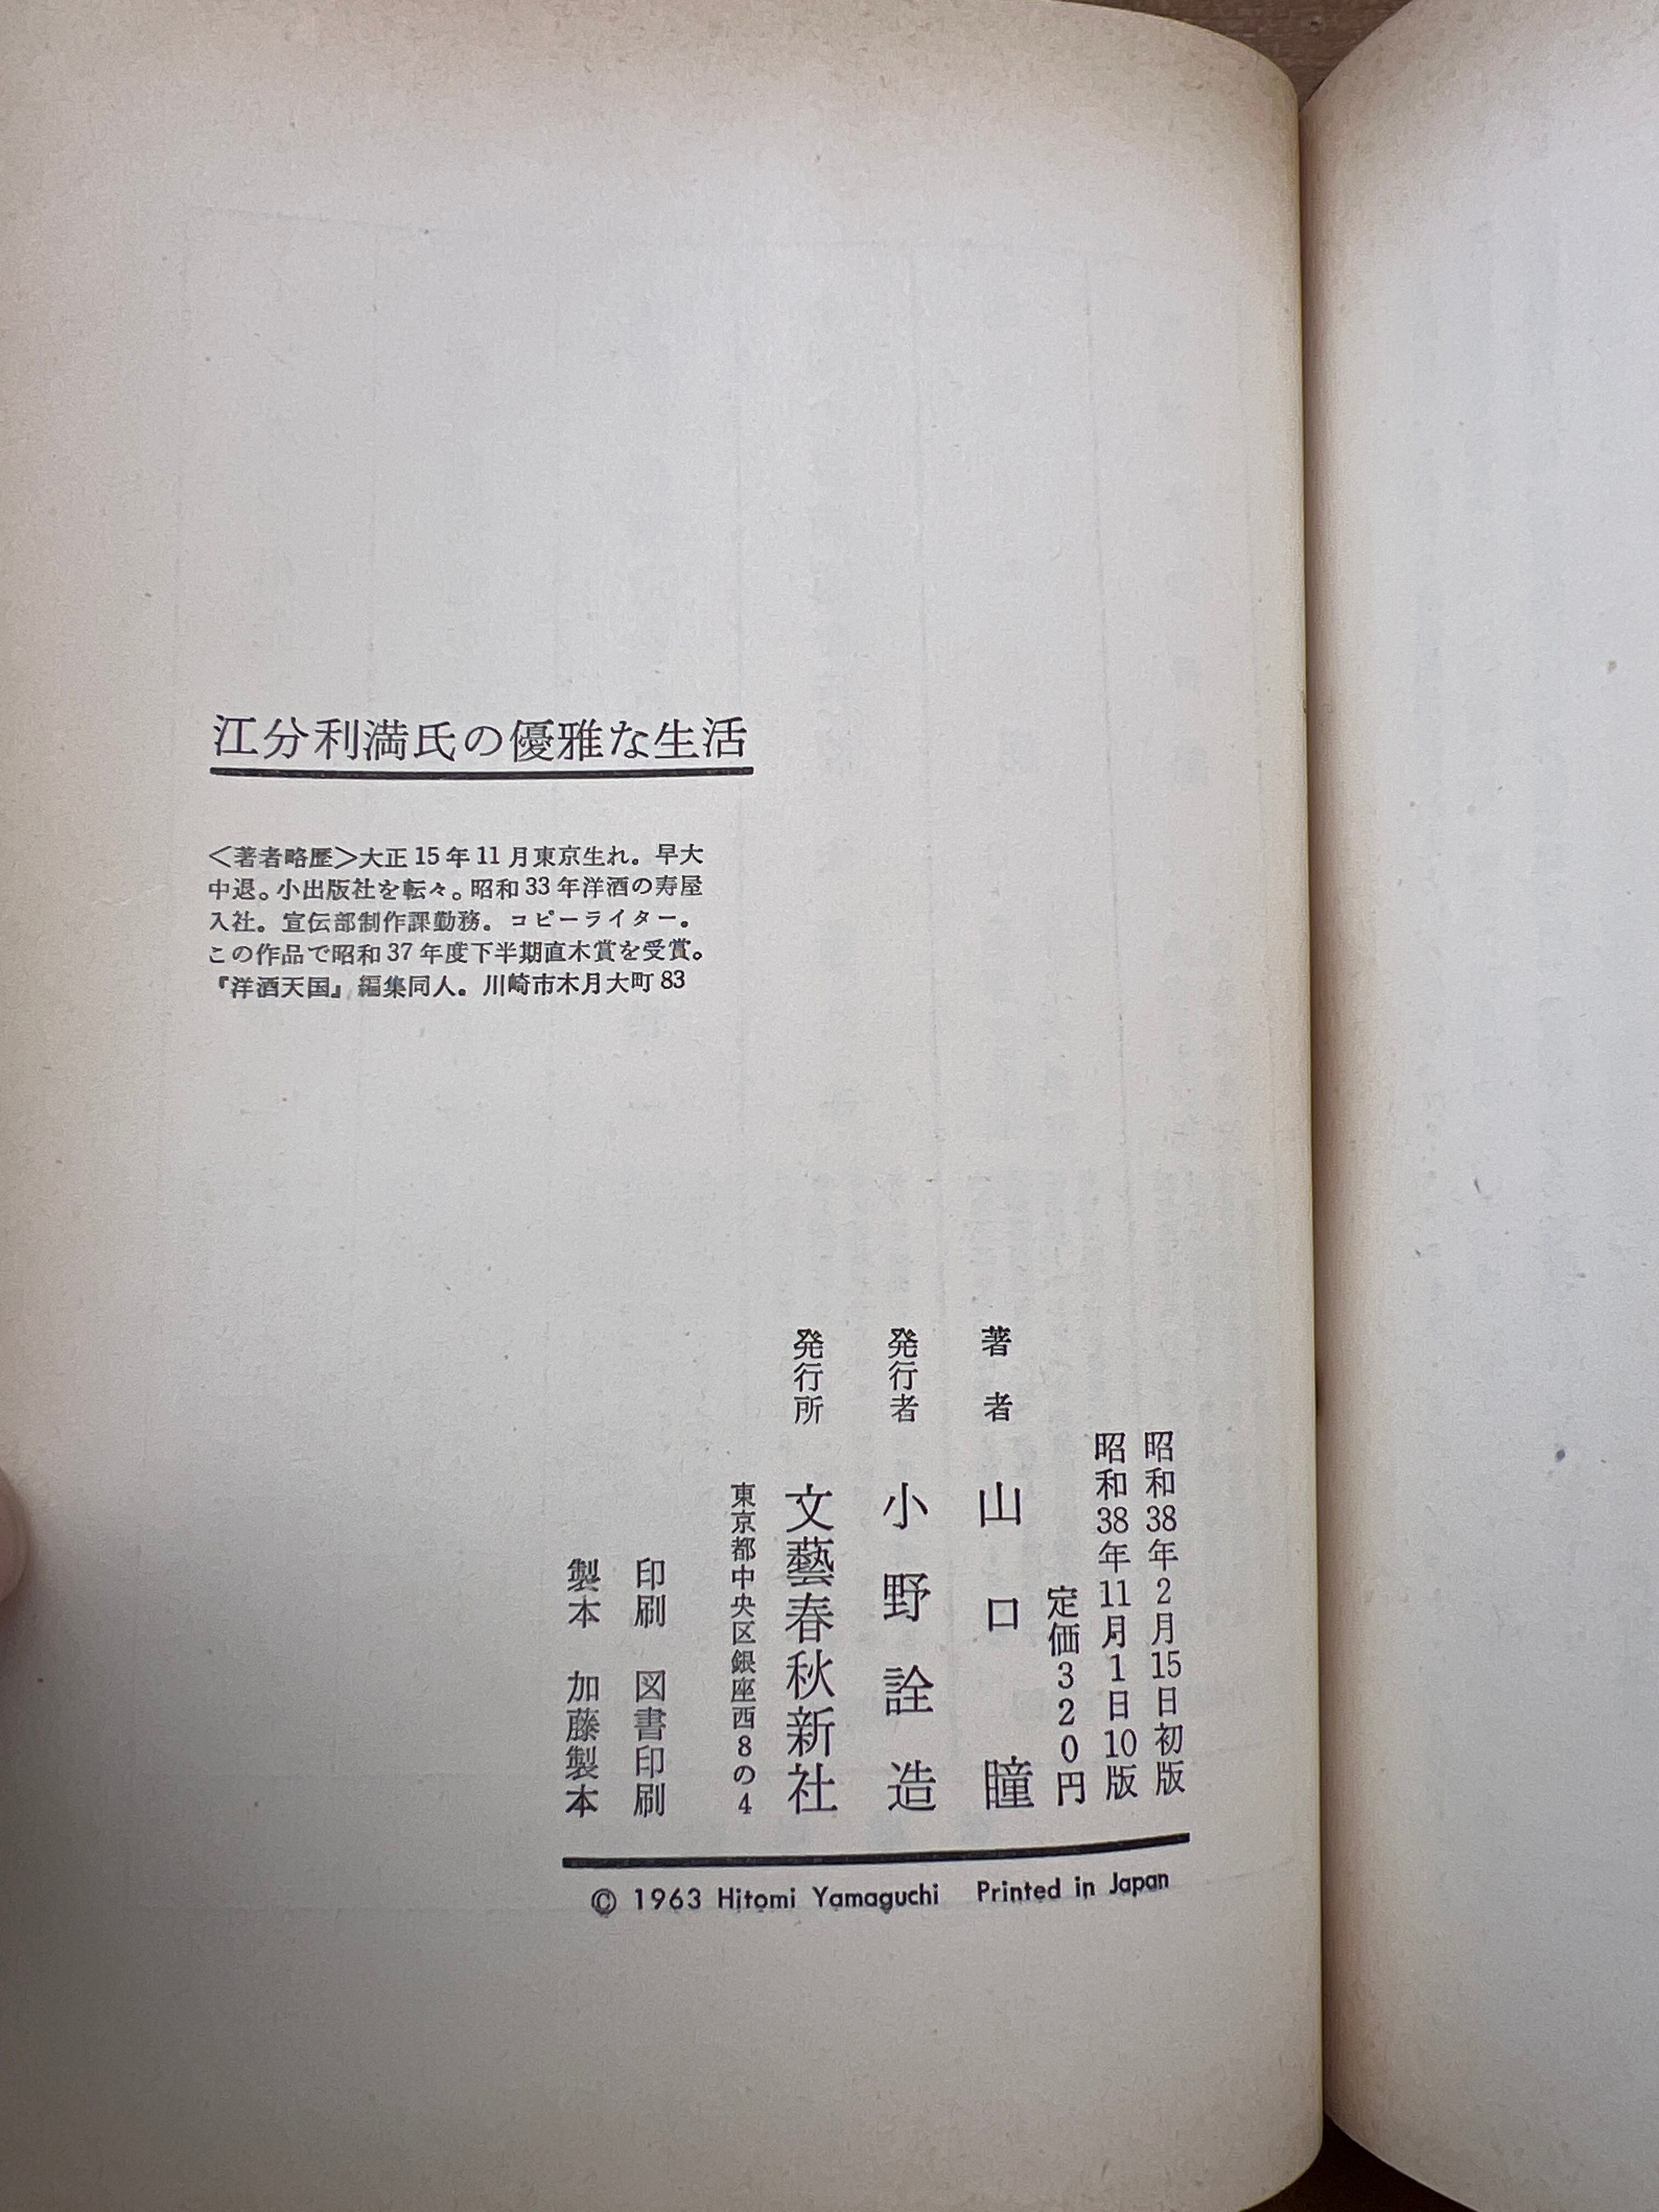 江分利満氏の優雅な生活
＜著者略歴＞大正15年11月東京生れ。早大
中退。小出版社を転々。昭和33年洋酒の寿屋
入社。宣伝部制作課勤務。コピーライター。
この作品で昭和37年度下半期直木賞を受賞。
『洋酒天国』編集同人。川崎市木月大町83
昭和38年2月15日初版
昭和38年11月1日10版
定価320円
著者 山口瞳
発行者 小野詮造
発行所 文藝春秋新社
東京都中央区銀座西8の4
印刷 図書印刷
製本 加藤製本
© 1963 Hitomi Yamaguchi Printed in Japan